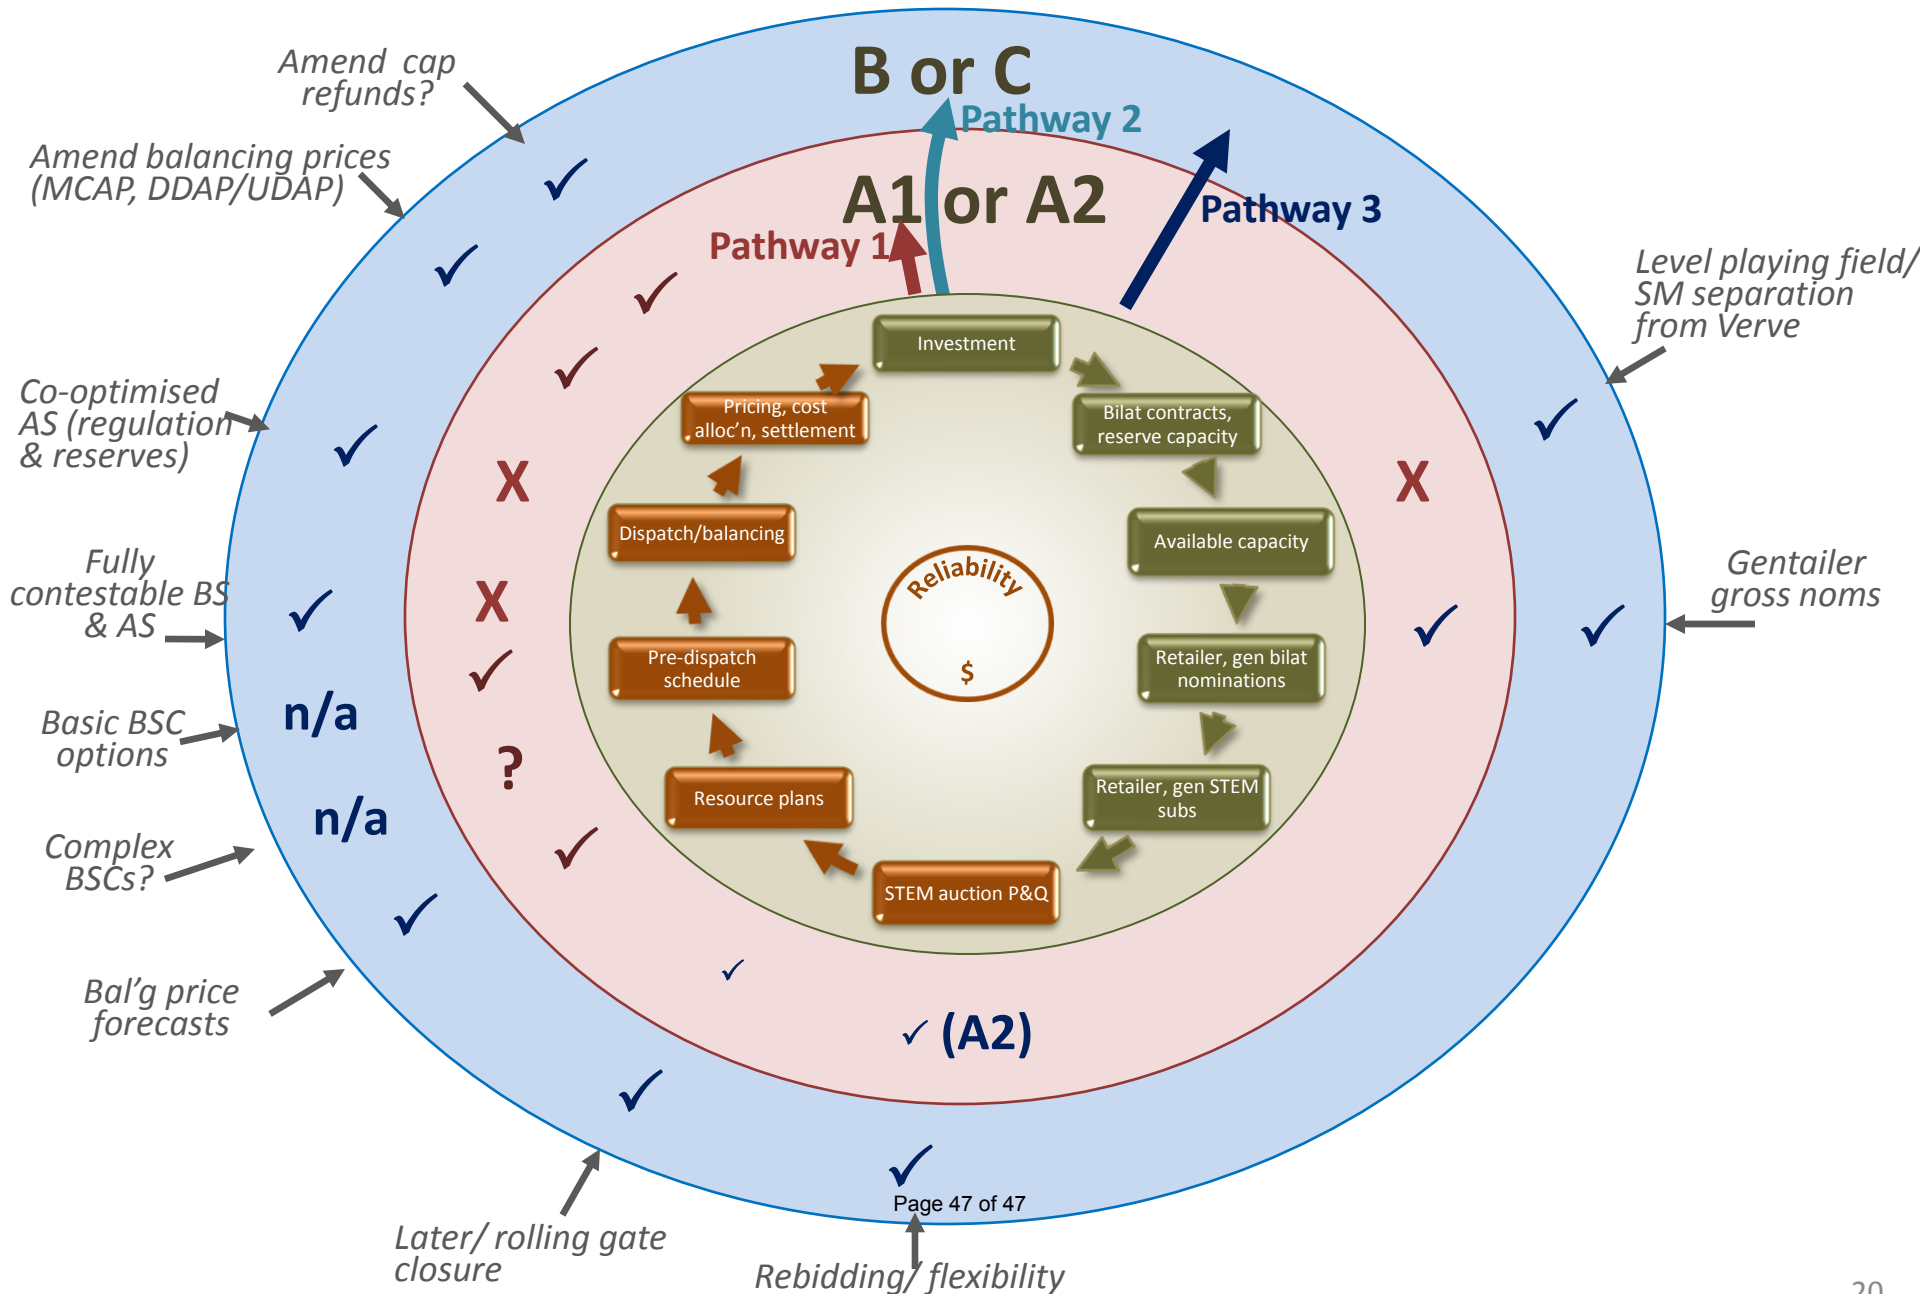 B or C
Amend cap
refunds?
Pathway 2
Amend balancing prices
(MCAP, DDAP/UDAP)
✓
A1 or A2
Pathway 3
Pathway 1
✓
✓
Level playing field/
SM separation
from Verve
Investment
✓
Co-optimised
AS (regulation
& reserves)
Pricing, cost
alloc'n, settlement
Bilat contracts,
reserve capacity
✓
✓
X
X
Dispatch/balancing
Available capacity
Reliability
$
Fully
contestable BS
& AS
✓
X
✓
✓
Gentailer
gross noms
Pre-dispatch
schedule
Retailer, gen bilat
nominations
✓
Basic BSC
options
n/a
?
Resource plans
Retailer, gen STEM
subs
n/a
Complex
BSCs?
✓
STEM auction P&Q
✓
Bal'g price
forecasts
✓
✓ (A2)
✓
✓
Page 47 of 47
Later/ rolling gate
closure
Rebidding/ flexibility
20